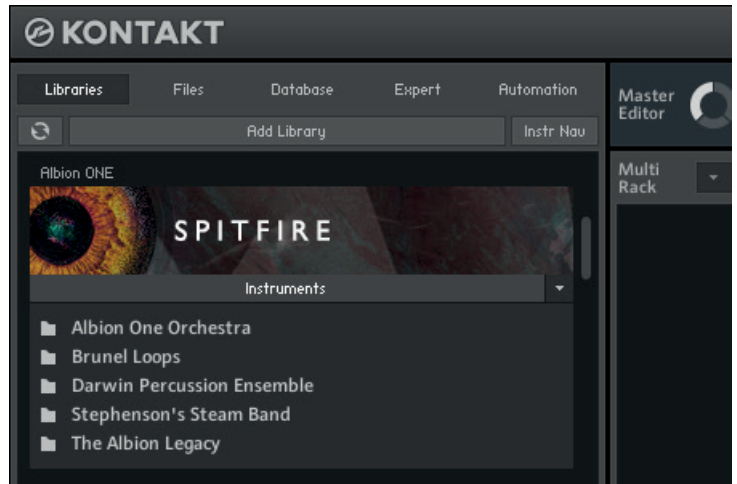 KONTAKT
Libraries Files Database Expert Automation
Master
Editor
Add Library Instr Nav
Multi
Rack
Albion ONE
SPITFIRE
Instruments
Albion One Orchestra
Brunel Loops
Darwin Percussion Ensemble
Stephenson's Steam Band
The Albion Legacy